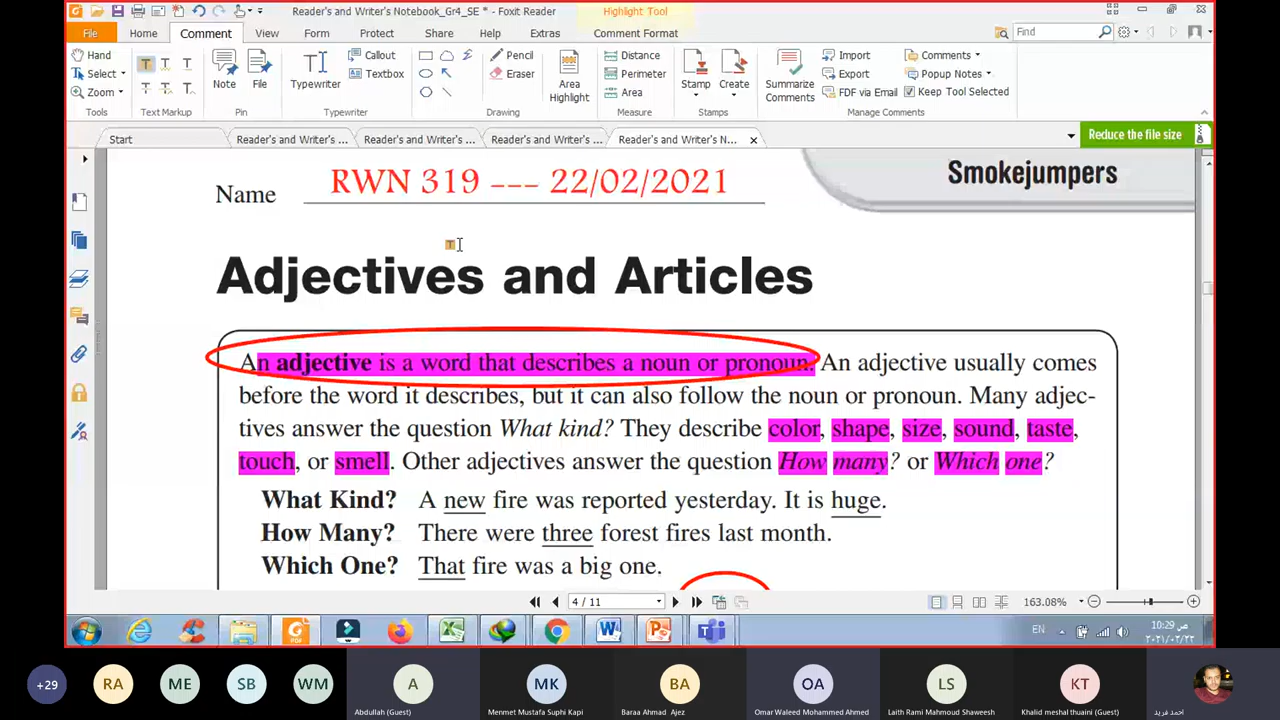 Reader's and Writer's Notebook_Gr4_SE * - Foxit Reader
Highlight Tool
File Home Comment View Form Protect Share Help Extras Comment Format
Find
Hand
Select
Zoom
Tools
T T T
T T T
Text Markup
Note
File
Pin
Typewriter
Callout
Textbox
Typewriter
Pencil
Eraser
Drawing
Area Highlight
Distance
Perimeter
Area
Measure
Stamp
Create
Stamps
Summarize Comments
Import
Export
FDF via Email
Comments
Popup Notes
Keep Tool Selected
Manage Comments
Start
Reader's and Writer's ...
Reader's and Writer's ...
Reader's and Writer's ...
Reader's and Writer's N...
Reduce the file size
Smokejumpers
Name RWN 319 --- 22/02/2021
Adjectives and Articles
An adjective is a word that describes a noun or pronoun. An adjective usually comes
before the word it describes, but it can also follow the noun or pronoun. Many adjec-
tives answer the question What kind? They describe color, shape, size, sound, taste,
touch, or smell. Other adjectives answer the question How many? or Which one?
What Kind? A new fire was reported yesterday. It is huge.
How Many? There were three forest fires last month.
Which One? That fire was a big one.
4 / 11
163.08%
EN
10:29 ص
+29
RA
ME
SB
WM
A
Abdullah (Guest)
MK
Menmet Mustafa Suphi Kapi
BA
Baraa Ahmad Ajez
OA
Omar Waleed Mohammed Ahmed
LS
Laith Rami Mahmoud Shaweesh
KT
Khalid meshal thuaini (Guest)
احمد فريد